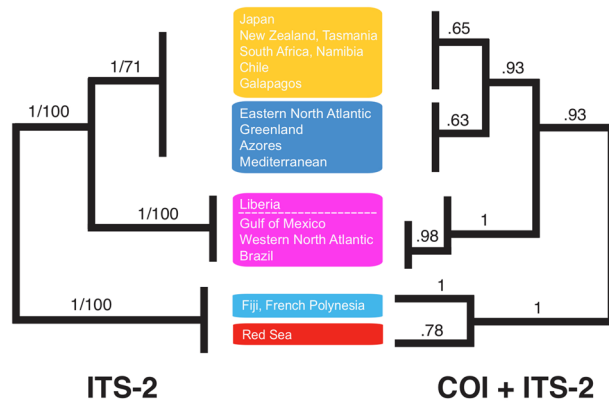 Japan
New Zealand, Tasmania
South Africa, Namibia
Chile
Galapagos
Eastern North Atlantic
Greenland
Azores
Mediterranean
Liberia
Gulf of Mexico
Western North Atlantic
Brazil
Fiji, French Polynesia
Red Sea
1/71
1/100
1/100
1/100
ITS-2
.65
.93
.63
.93
1
.98
1
1
.78
COI + ITS-2